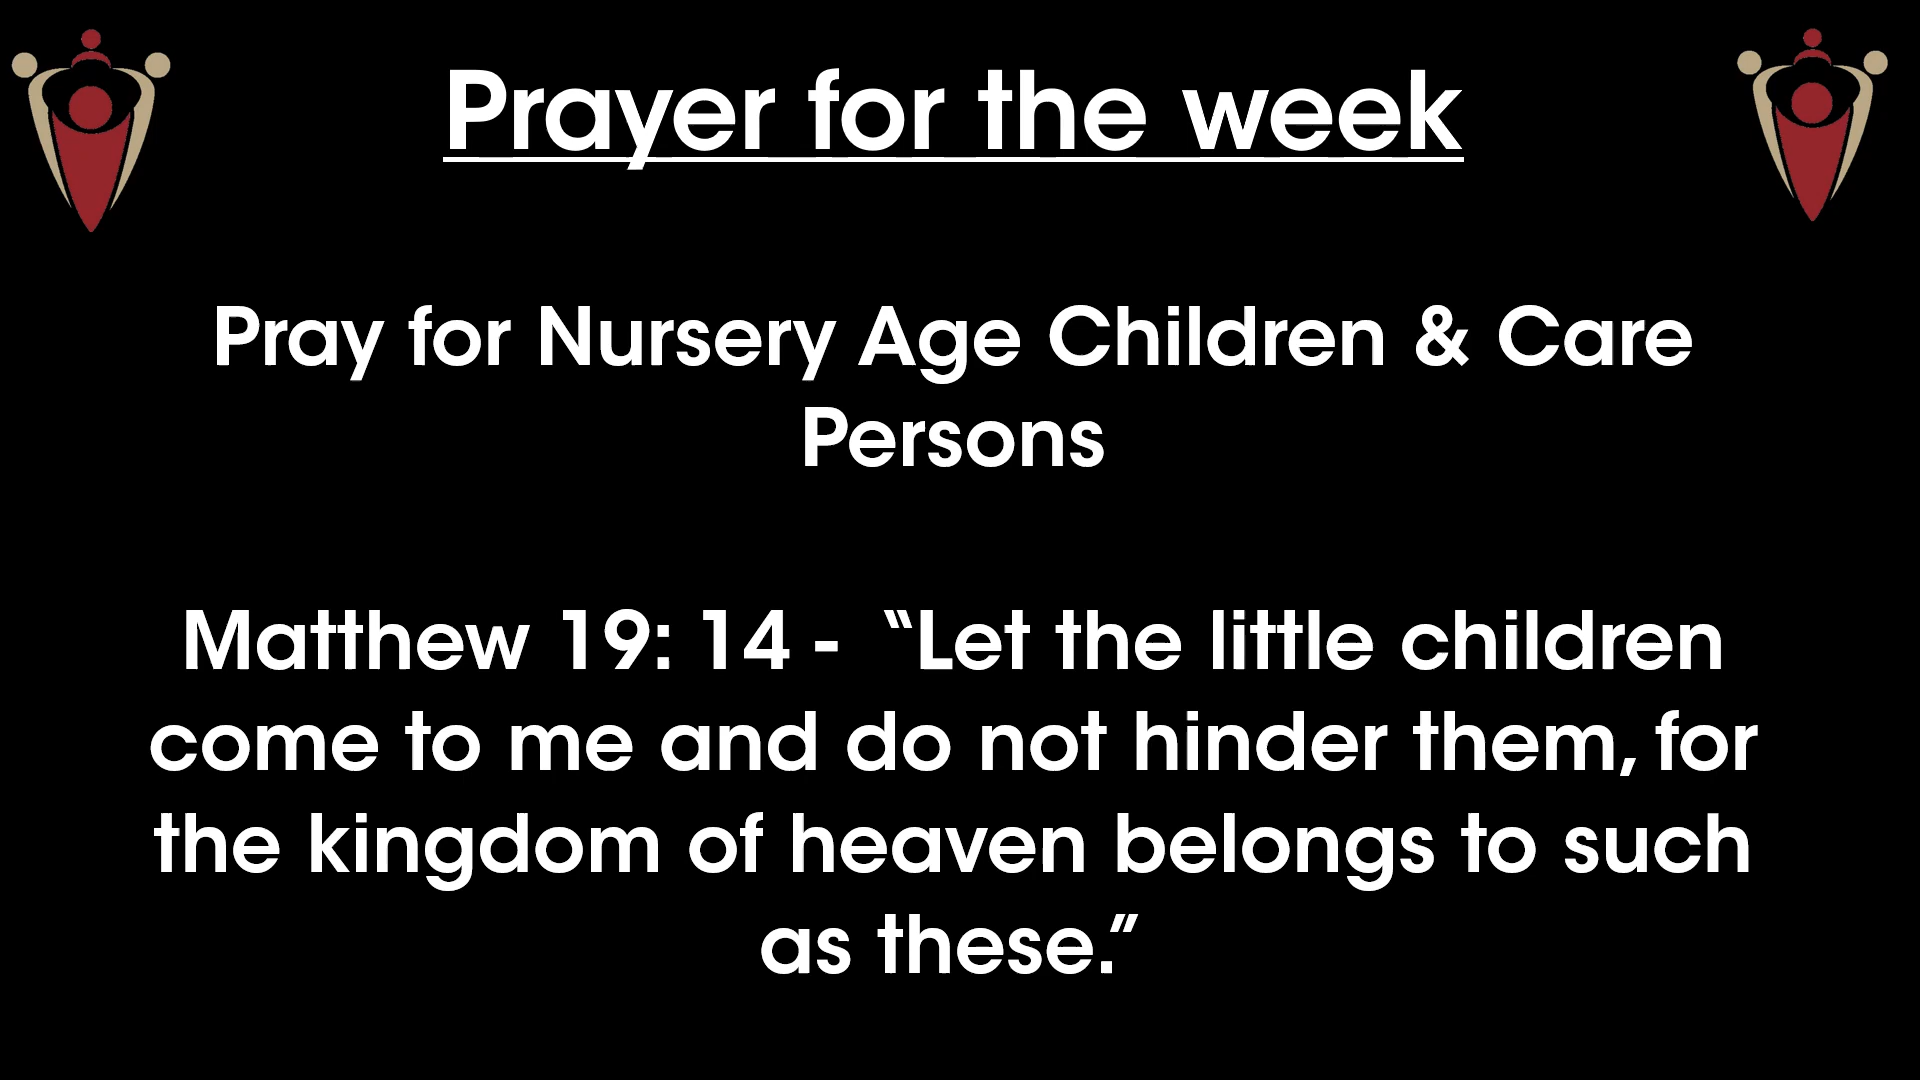 Prayer for the week
Pray for Nursery Age Children & Care
Persons
Matthew 19: 14 -  “Let the little children
come to me and do not hinder them, for
the kingdom of heaven belongs to such
as these.”